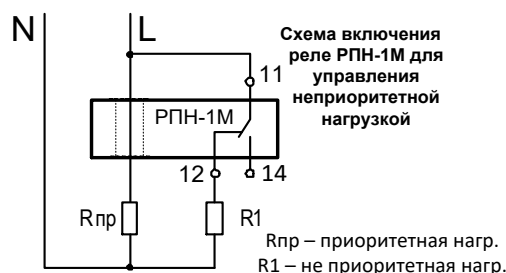 N
L
Схема включения
реле РПН-1М для
управления
неприоритетной
нагрузкой
11
РПН-1М
12
14
Rпр
R1
Rпр – приоритетная нагр.
R1 – не приоритетная нагр.